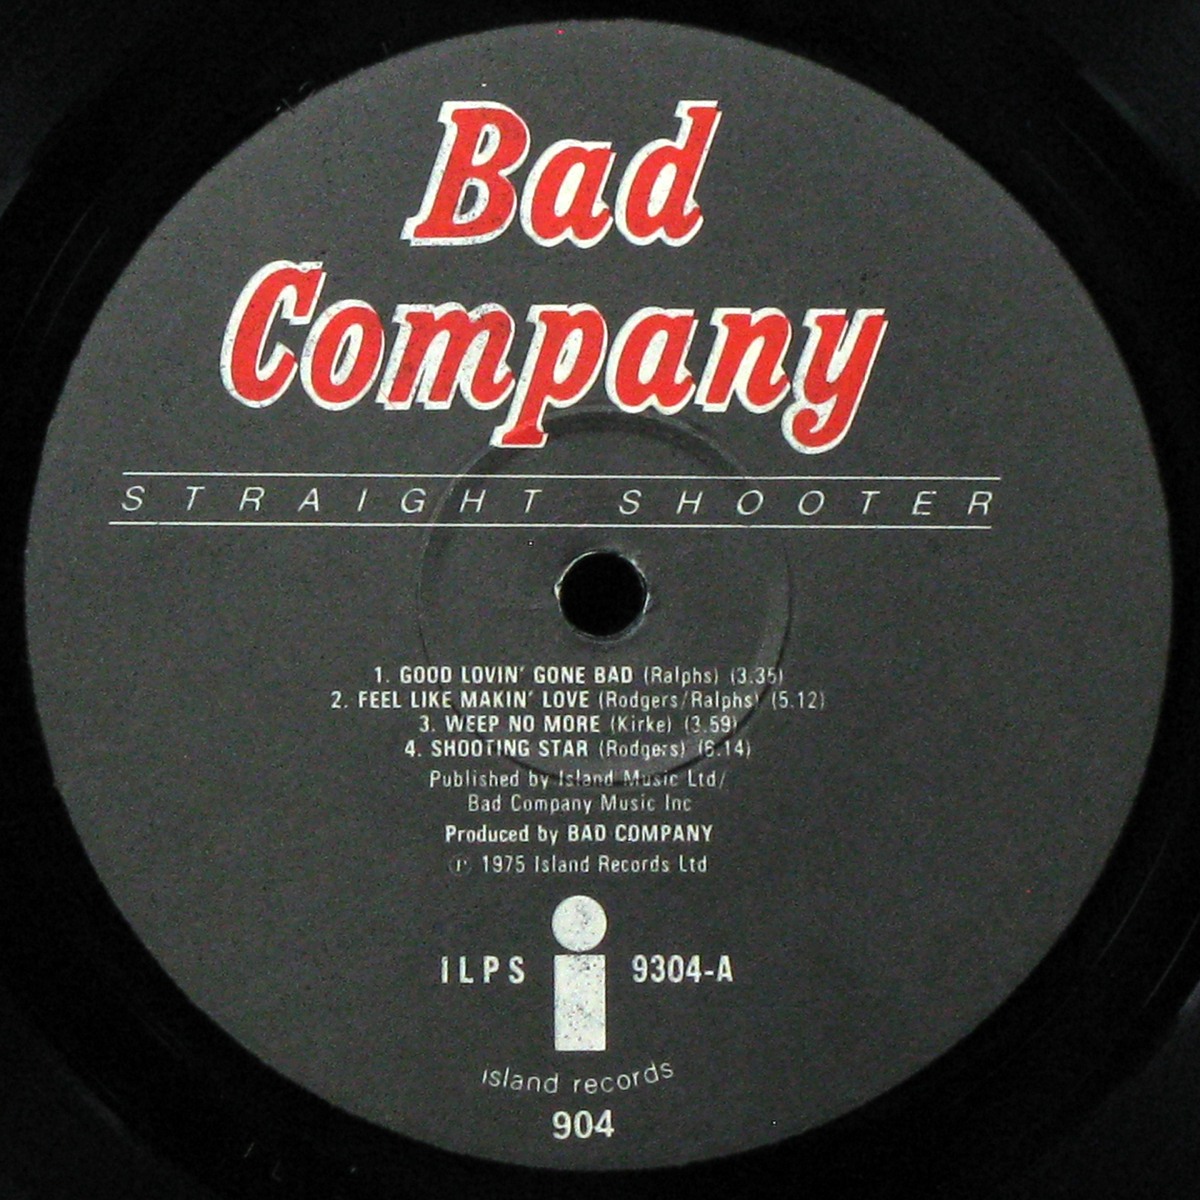 Bad
Company
STRAIGHT SHOOTER
1. GOOD LOVIN' GONE BAD (Ralphs) (3.35)
2. FEEL LIKE MAKIN' LOVE (Rodgers/Ralphs) (5.12)
3. WEEP NO MORE (Kirke) (3.59)
4. SHOOTING STAR (Rodgers) (6.14)
Published by Island Music Ltd/
Bad Company Music Inc
Produced by BAD COMPANY
℗ 1975 Island Records Ltd
ILPS i 9304-A
island records
904